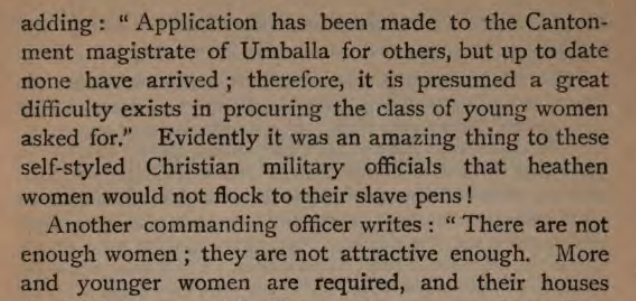 adding : “ Application has been made to the Canton-
ment magistrate of Umballa for others, but up to date
none have arrived ; therefore, it is presumed a great
difficulty exists in procuring the class of young women
asked for.” Evidently it was an amazing thing to these
self-styled Christian military officials that heathen
women would not flock to their slave pens !
Another commanding officer writes : “ There are not
enough women ; they are not attractive enough. More
and younger women are required, and their houses